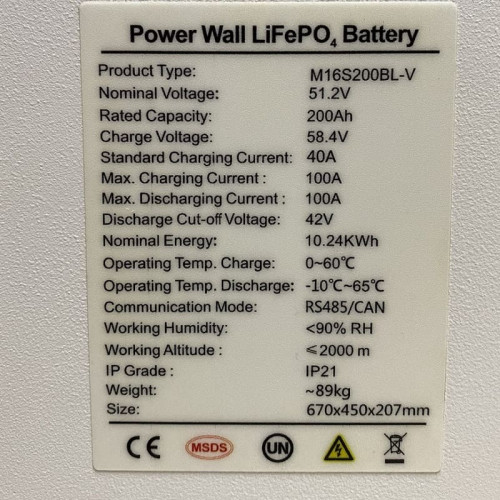 Power Wall LiFePO₄ Battery
Product Type: M16S200BL-V
Nominal Voltage: 51.2V
Rated Capacity: 200Ah
Charge Voltage: 58.4V
Standard Charging Current: 40A
Max. Charging Current : 100A
Max. Discharging Current : 100A
Discharge Cut-off Voltage: 42V
Nominal Energy: 10.24KWh
Operating Temp. Charge: 0~60℃
Operating Temp. Discharge: -10℃~65℃
Communication Mode: RS485/CAN
Working Humidity: <90% RH
Working Altitude : ≤2000 m
IP Grade : IP21
Weight: ~89kg
Size: 670x450x207mm
CE MSDS UN